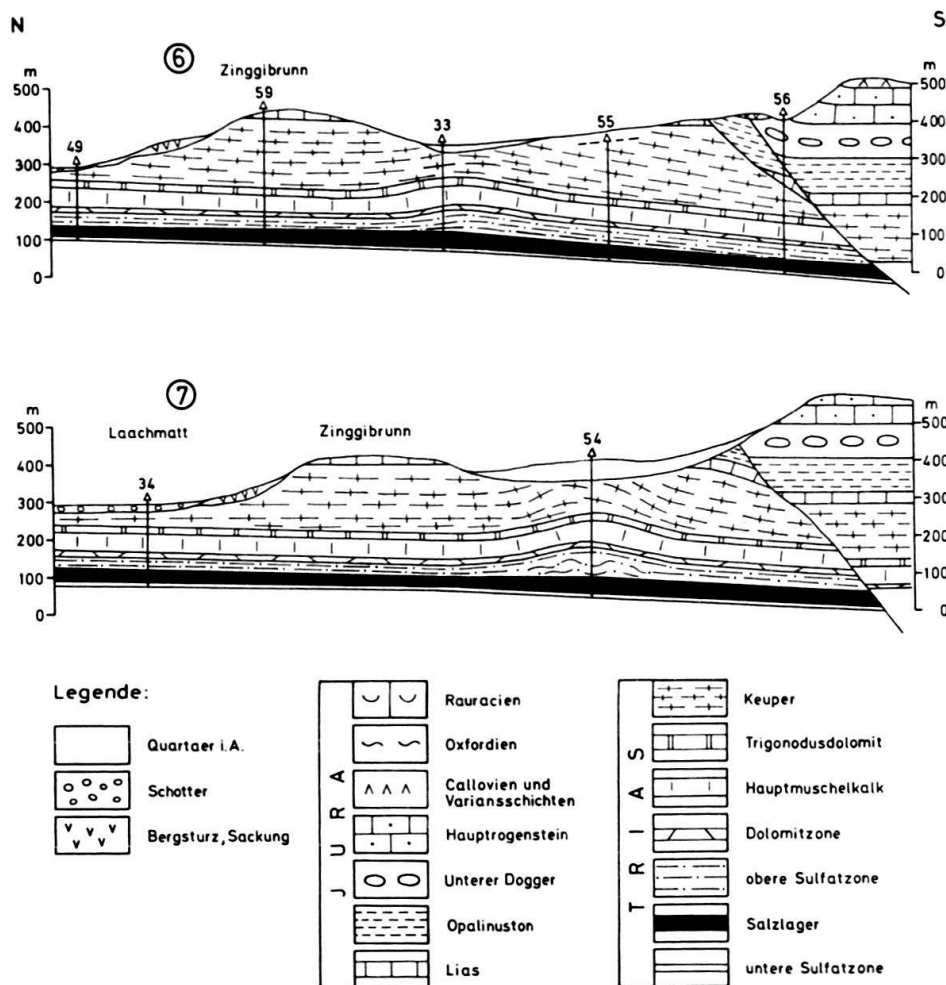 N
S
6
Zinggibrunn
m
500
400
300
200
100
0
49
59
33
55
56
m
500
400
300
200
100
0
7
Laachmatt
Zinggibrunn
m
500
400
300
200
100
0
34
54
m
500
400
300
200
100
0
Legende:
Quartaer i.A.
Schotter
Bergsturz, Sackung
JURA
Rauracien
Oxfordien
Callovien und
Variansschichten
Hauptrogenstein
Unterer Dogger
Opalinuston
Lias
TRIAS
Keuper
Trigonodusdolomit
Hauptmuschelkalk
Dolomitzone
obere Sulfatzone
Salzlager
untere Sulfatzone